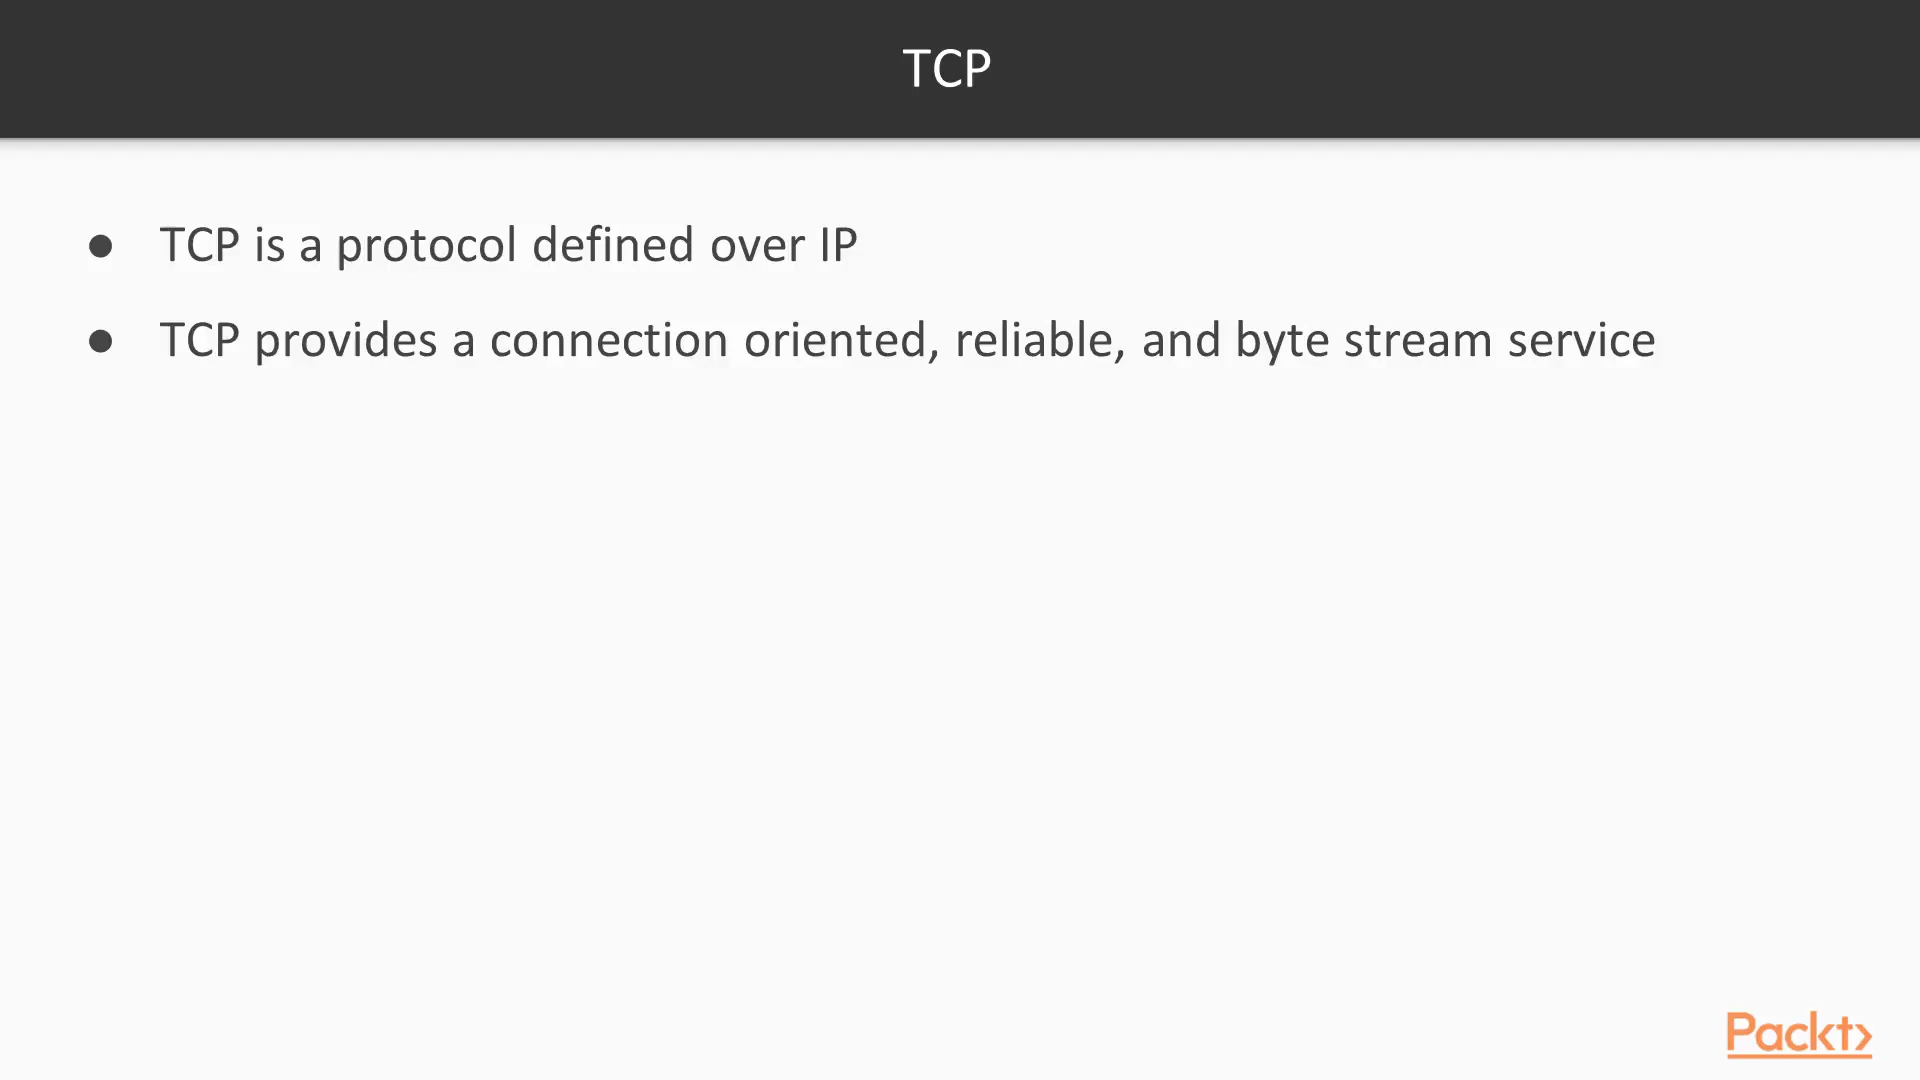 TCP
● TCP is a protocol defined over IP
● TCP provides a connection oriented, reliable, and byte stream service
Packt>